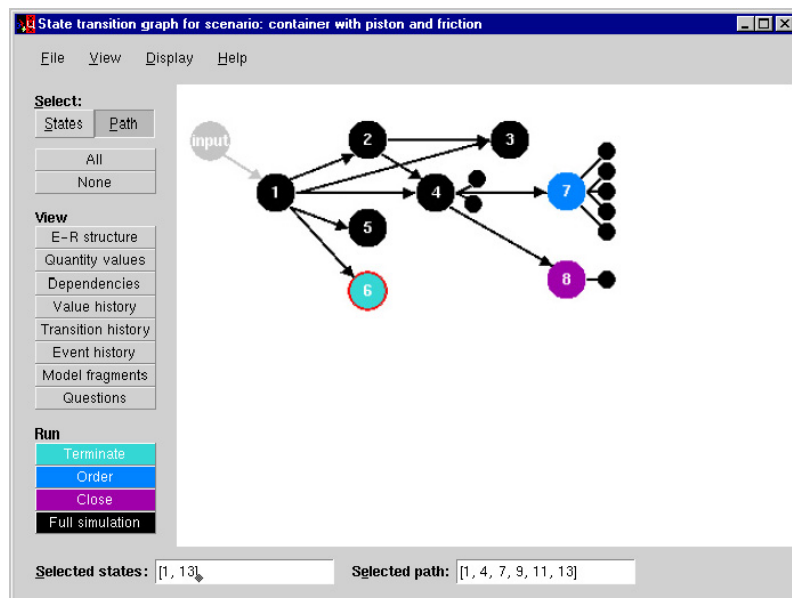 State transition graph for scenario: container with piston and friction
File View Display Help
Select:
States Path
All
None
View
E-R structure
Quantity values
Dependencies
Value history
Transition history
Event history
Model fragments
Questions
Run
Terminate
Order
Close
Full simulation
input
1
2
3
4
5
6
7
8
Selected states: [1, 13] Selected path: [1, 4, 7, 9, 11, 13]